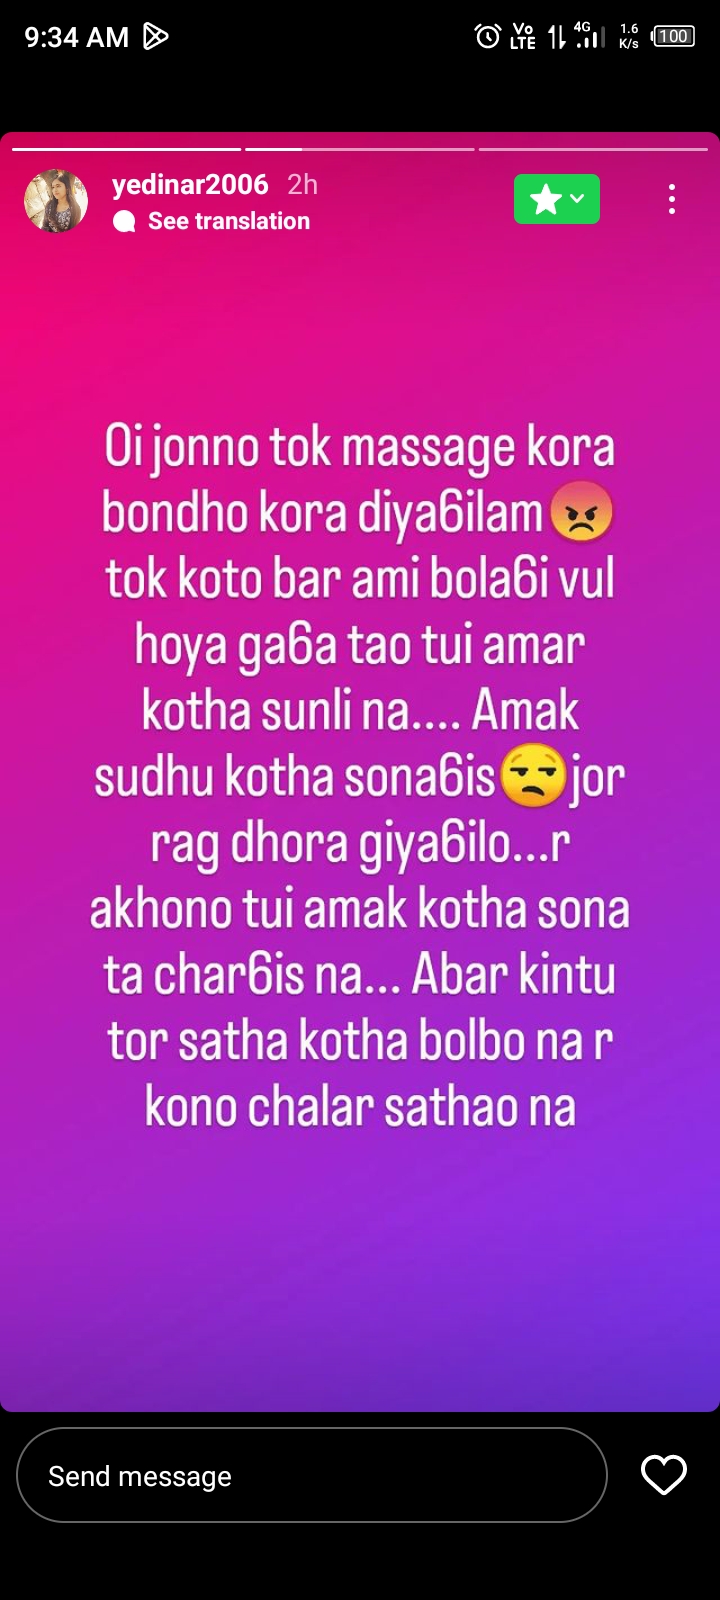 9:34 AM
Vo LTE 4G 1.6 K/s 100
yedinar2006 2h
See translation
Oi jonno tok massage kora
bondho kora diya6ilam😡
tok koto bar ami bola6i vul
hoya ga6a tao tui amar
kotha sunli na.... Amak
sudhu kotha sona6is😒jor
rag dhora giya6ilo...r
akhono tui amak kotha sona
ta char6is na... Abar kintu
tor satha kotha bolbo na r
kono chalar sathao na
Send message